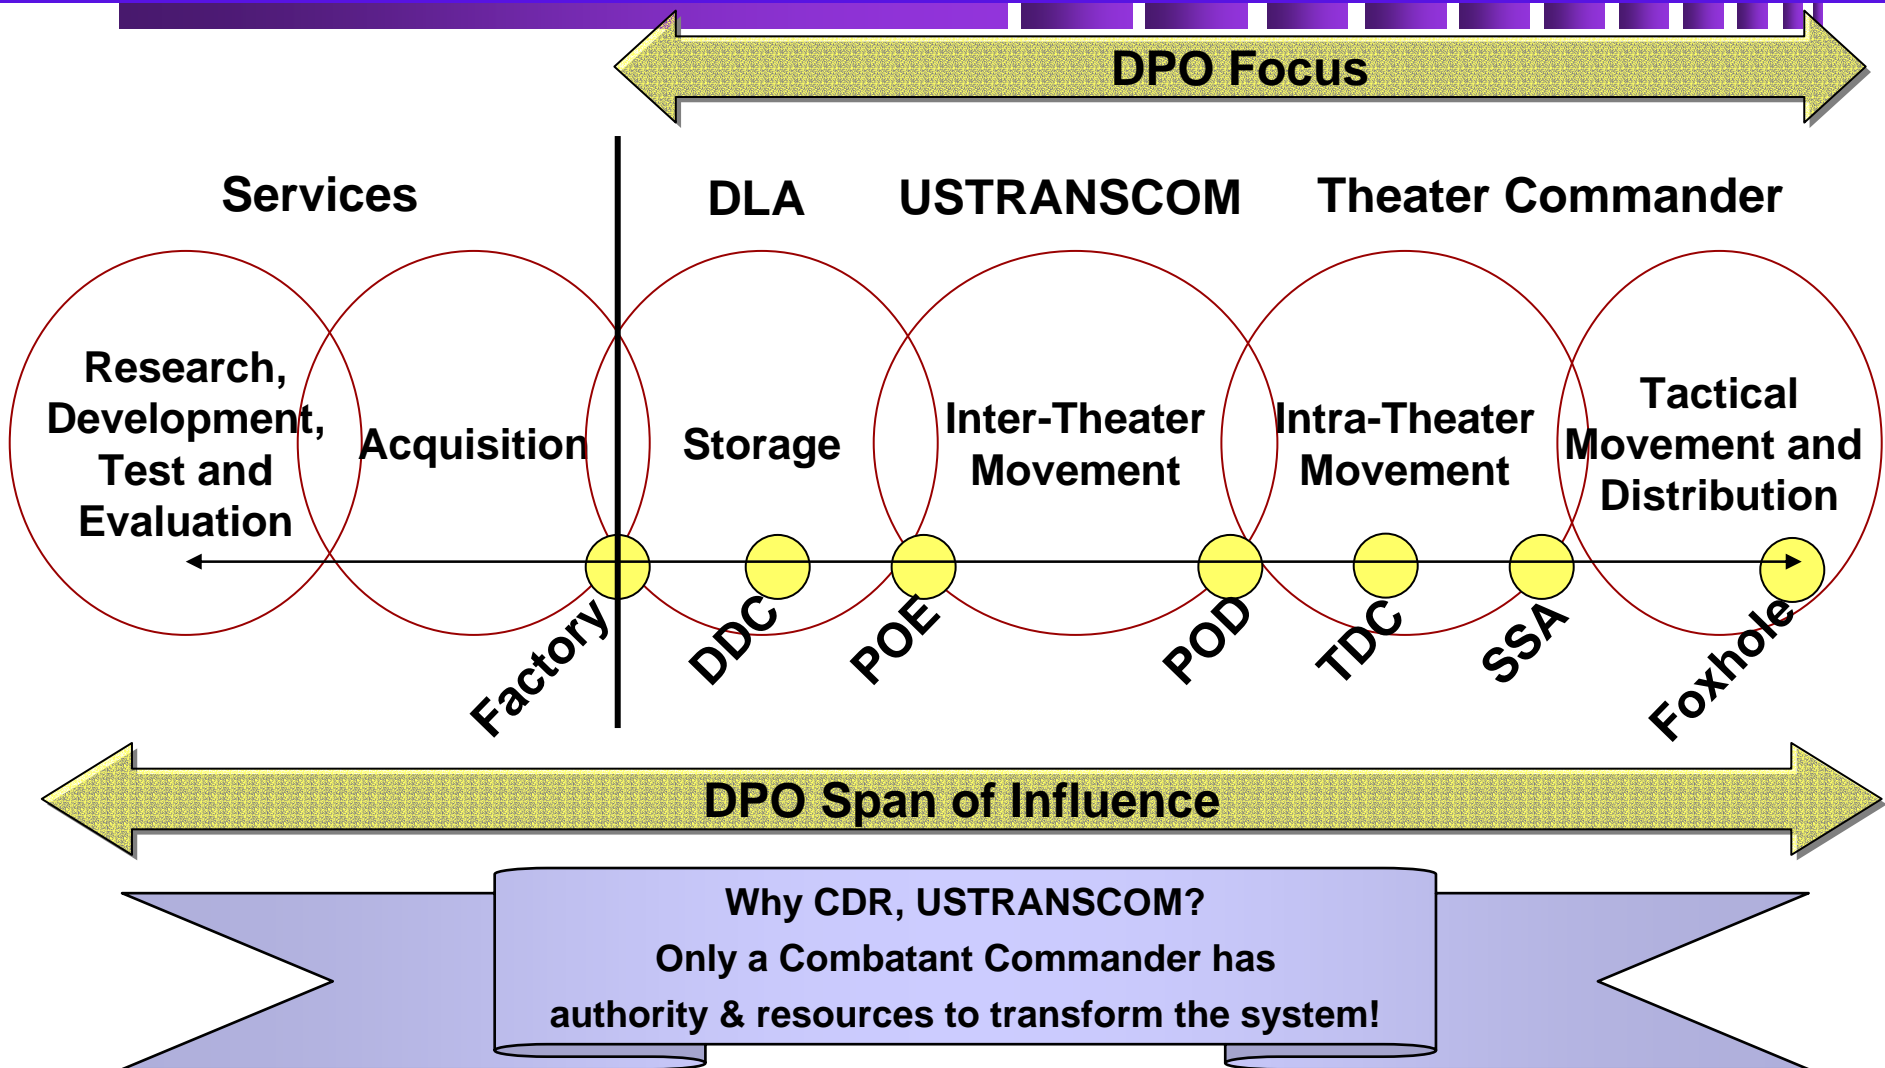 DPO Focus
Services
DLA
USTRANSCOM
Theater Commander
Research,
Development,
Test and
Evaluation
Acquisition
Storage
Inter-Theater
Movement
Intra-Theater
Movement
Tactical
Movement and
Distribution
Factory
DDC
POE
POD
TDC
SSA
Foxhole
DPO Span of Influence
Why CDR, USTRANSCOM?
Only a Combatant Commander has
authority & resources to transform the system!